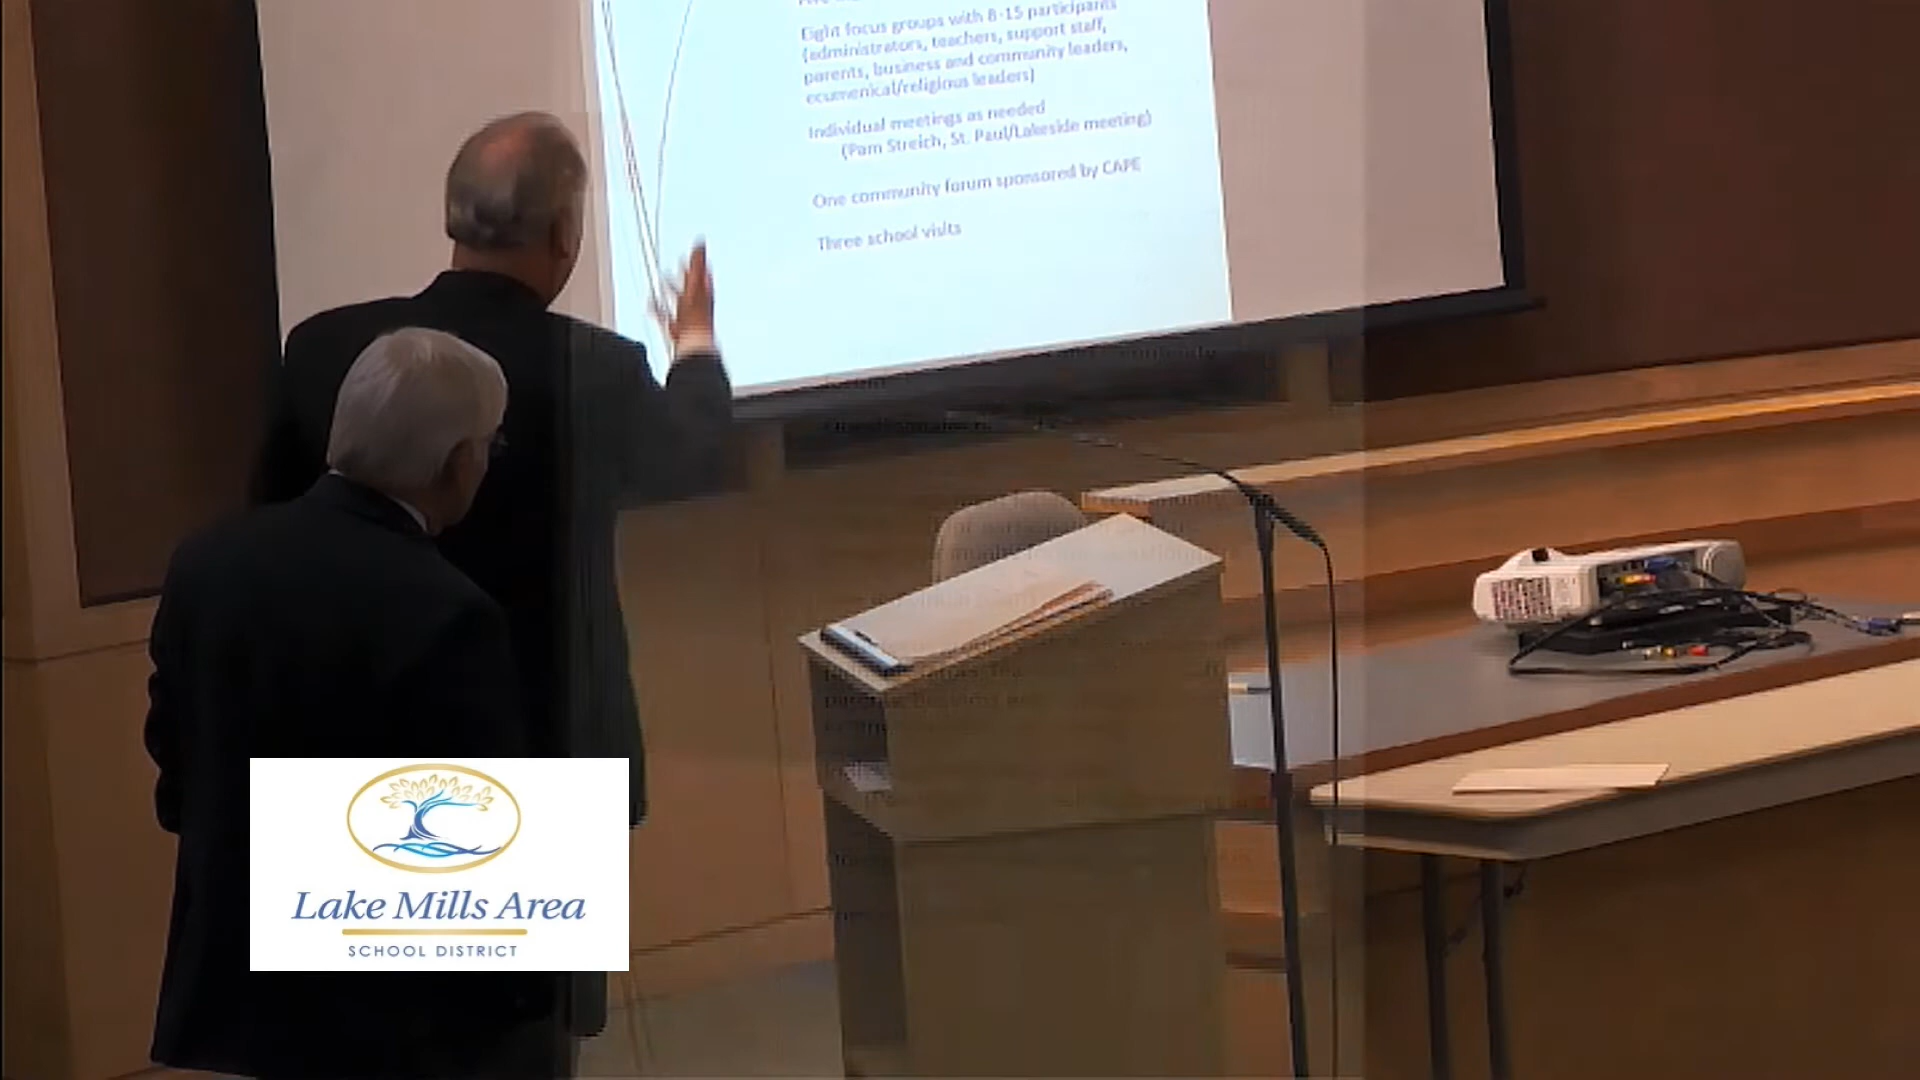 Eight focus groups with 8-15 participants
(administrators, teachers, support staff,
parents, business and community leaders,
ecumenical/religious leaders)
Individual meetings as needed
(Pam Streich, St. Paul/Lakeside meeting)
One community forum sponsored by CAPE
Three school visits
Lake Mills Area
SCHOOL DISTRICT